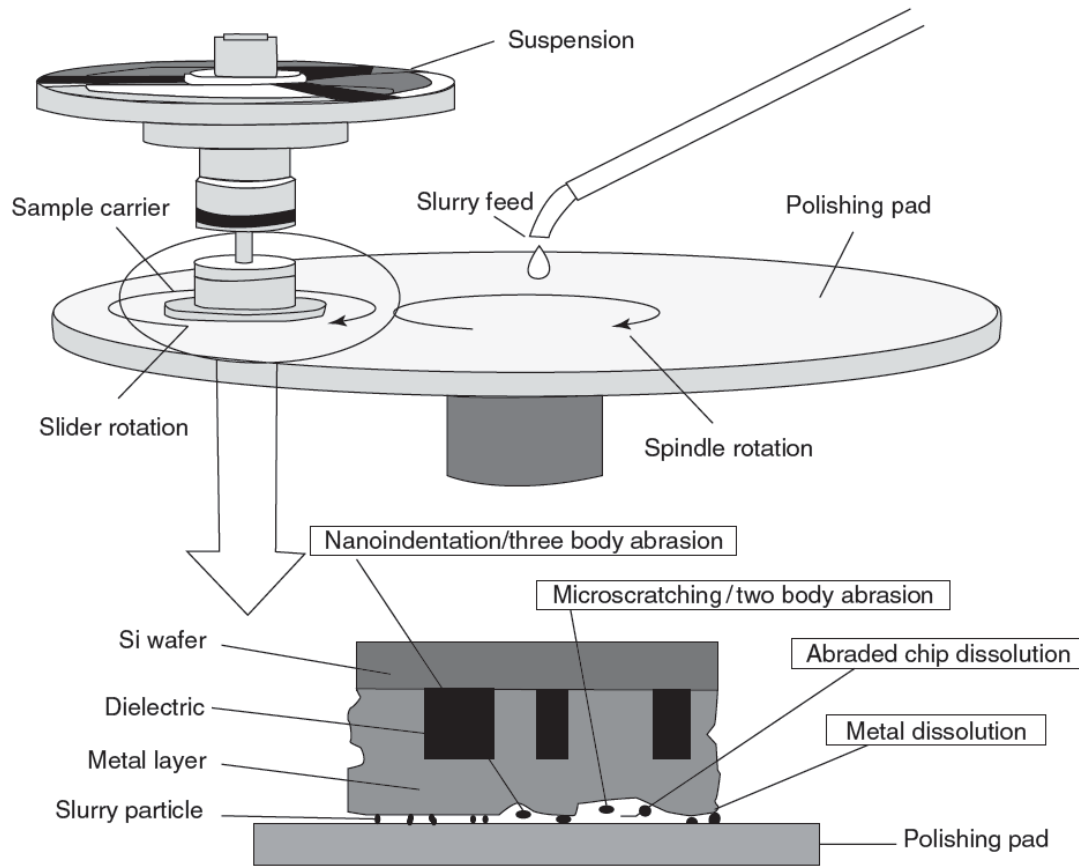 Suspension
Sample carrier
Slurry feed
Polishing pad
Slider rotation
Spindle rotation
Nanoindentation/three body abrasion
Microscratching/two body abrasion
Si wafer
Abraded chip dissolution
Dielectric
Metal dissolution
Metal layer
Slurry particle
Polishing pad